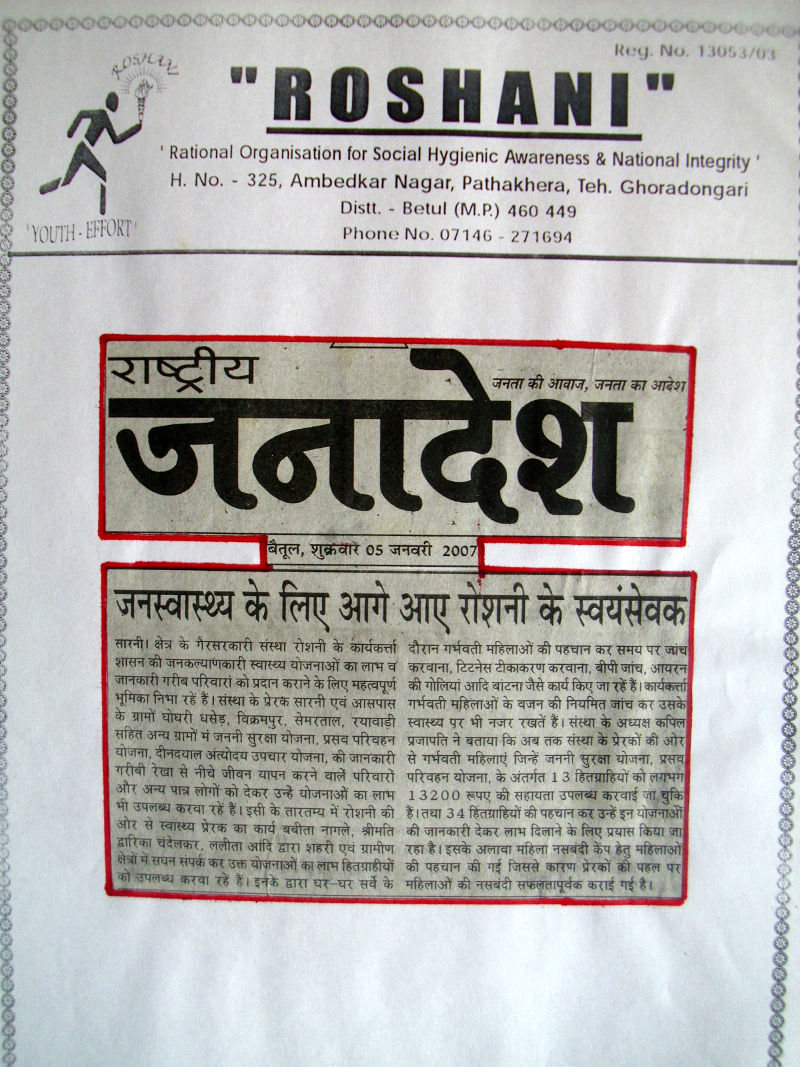 Reg. No. 13053/03
ROSHANI
"ROSHANI"
' Rational Organisation for Social Hygienic Awareness & National Integrity '
H. No. - 325, Ambedkar Nagar, Pathakhera, Teh. Ghoradongari
Distt. - Betul (M.P.) 460 449
Phone No. 07146 - 271694
'YOUTH - EFFORT'
राष्ट्रीय
जनता की आवाज, जनता का आदेश
जनादेश
बैतूल, शुक्रवार 05 जनवरी 2007
जनस्वास्थ्य के लिए आगे आए रोशनी के स्वयंसेवक
सारनी। क्षेत्र के गैरसरकारी संस्था रोशनी के कार्यकर्त्ता
शासन की जनकल्याणकारी स्वास्थ्य योजनाओं का लाभ व
जानकारी गरीब परिवारां को प्रदान कराने के लिए महत्वपूर्ण
भूमिका निभा रहें हैं। संस्था के प्रेरक सारनी एवं आसपास
के ग्रामों घोघरी धसेड़, विक्रमपुर, सेमरताल, रयावाड़ी
सहित अन्य ग्रामों मं जननी सुरक्षा योजना, प्रसव परिवहन
योजना, दीनदयाल अंत्योदय उपचार योजना, की जानकारी
गरीबी रेखा से नीचे जीवन यापन करने वालें परिवारों
और अन्य पात्र लोगों को देकर उन्हें योजनाओं का लाभ
भी उपलब्ध करवा रहें हैं। इसी के तारतम्य में रोशनी की
ओर से स्वास्थ्य प्रेरक का कार्य बबीता नागले, श्रीमति
द्वारिका चंदेलकर, ललीता आदि द्वारा शहरी एवं ग्रामीण
क्षेत्रों में सघन संपर्क कर उक्त योजनाओं का लाभ हितग्राहीयों
को उपलब्ध करवा रहें हैं। इनके द्वारा घर-घर सर्वे के
दौरान गर्भवती महिलाओं की पहचान कर समय पर जांच
करवाना, टिटनेस टीकाकरण करवाना, बीपी जांच, आयरन
की गोलियां आदि बांटना जैसे कार्य किए जा रहें हैं। कार्यकर्त्ता
गर्भवती महिलाओं के वजन की नियमित जांच कर उसके
स्वास्थ्य पर भी नजर रखतें हैं। संस्था के अध्यक्ष कपिल
प्रजापति ने बताया कि अब तक संस्था के प्रेरकों की ओर
से गर्भवती महिलाएं जिन्हें जननी सुरक्षा योजना, प्रसव
परिवहन योजना, के अंतर्गत 13 हितग्राहियों को लगभग
13200 रूपए की सहायता उपलब्ध करवाई जा चुकि
हैं। तथा 34 हितग्राहियों की पहचान कर उन्हें इन योजनाओं
की जानकारी देकर लाभ दिलाने के लिए प्रयास किया जा
रहा है। इसके अलावा महिला नसबंदी केंप हेतु महिलाओं
की पहचान की गई जिससे कारण प्रेरकों की पहल पर
महिलाओं की नसबंदी सफलतापूर्वक कराई गई है।